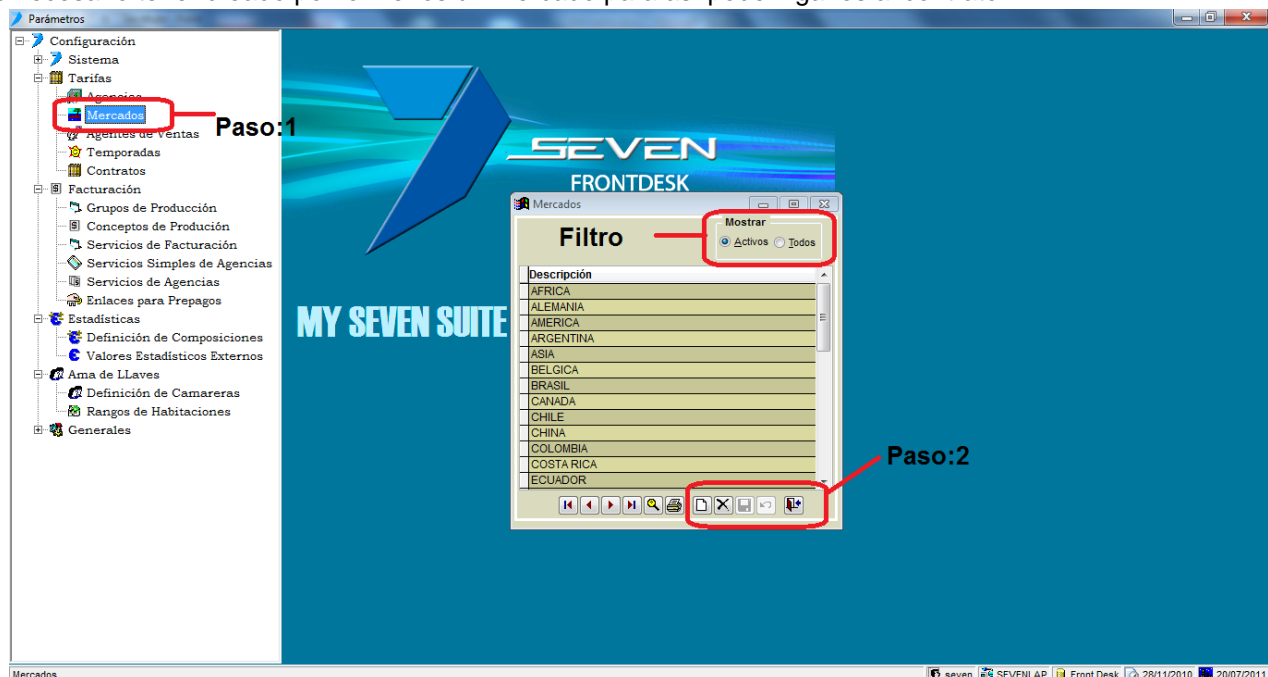 Parámetros
Configuración
Sistema
Tarifas
Agencias
Mercados
Paso:1
Agentes de Ventas
Temporadas
Contratos
Facturación
Grupos de Producción
Conceptos de Produción
Servicios de Facturación
Servicios Simples de Agencias
Servicios de Agencias
Enlaces para Prepagos
Estadísticas
Definición de Composiciones
Valores Estadísticos Externos
Ama de LLaves
Definición de Camareras
Rangos de Habitaciones
Generales
SEVEN
FRONTDESK
MY SEVEN SUITE
Mercados
Filtro
Mostrar
Activos Todos
Descripción
AFRICA
ALEMANIA
AMERICA
ARGENTINA
ASIA
BELGICA
BRASIL
CANADA
CHILE
CHINA
COLOMBIA
COSTA RICA
ECUADOR
Paso:2
Mercados
seven SEVENLAP Front Desk 28/11/2010 20/07/2011